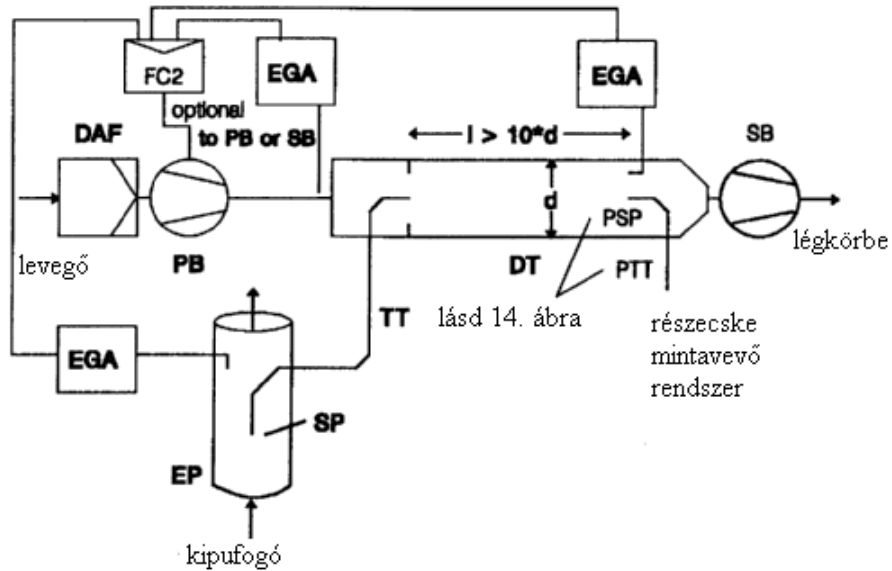 FC2
EGA
EGA
optional
to PB or SB
DAF
l > 10*d
SB
d
PSP
levegő
PB
DT
PTT
légkörbe
TT
lásd 14. ábra
részecske
mintavevő
rendszer
EGA
SP
EP
kipufogó